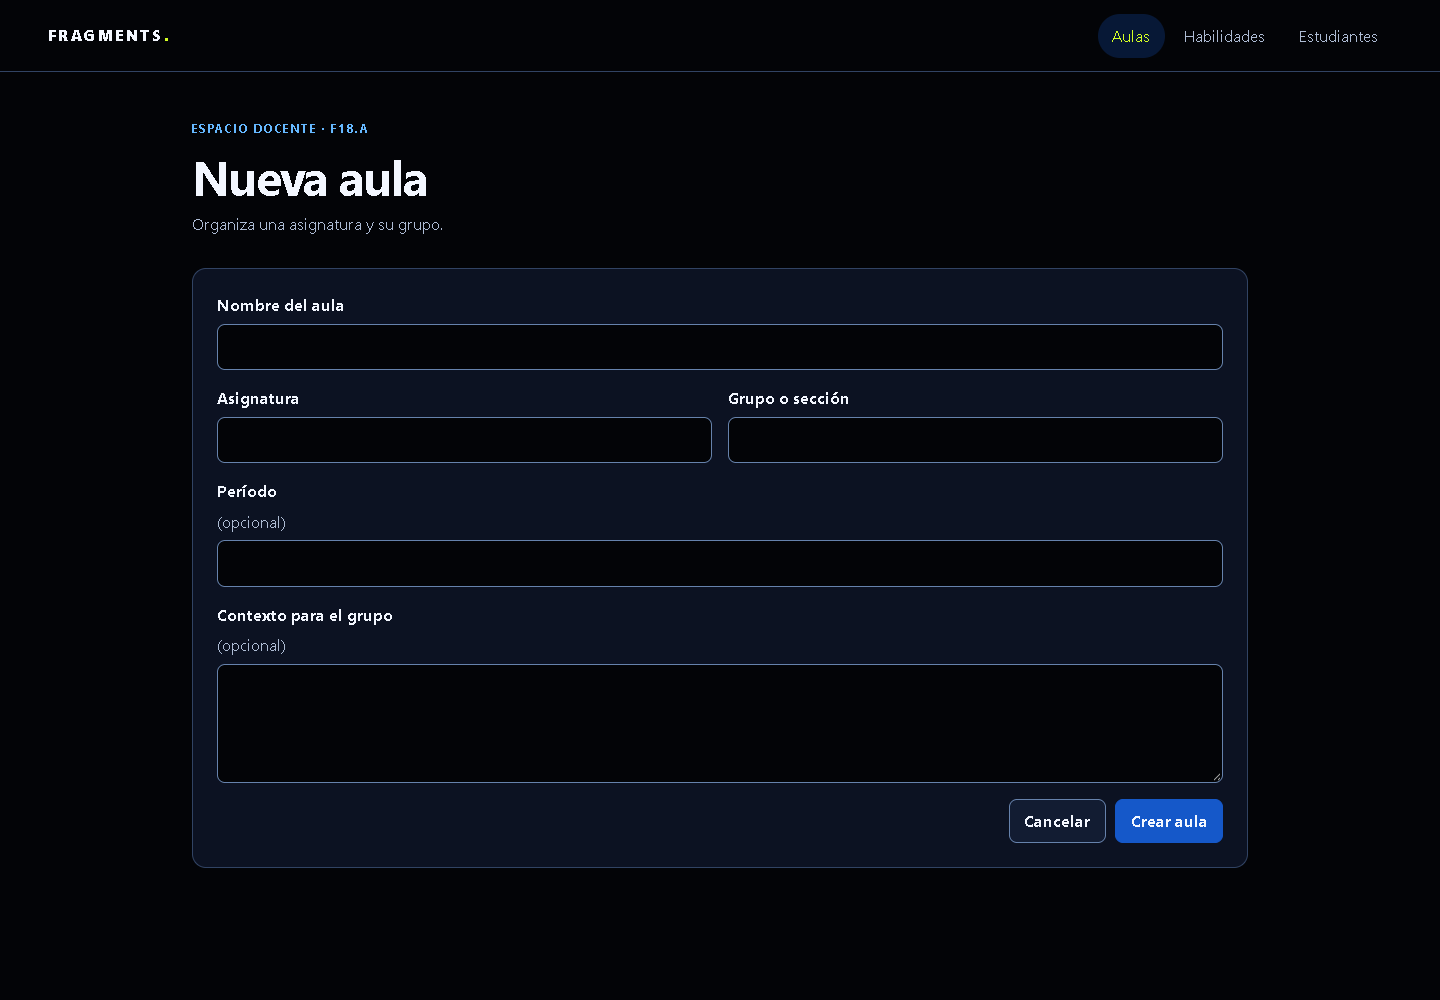 FRAGMENTS.
Aulas
Habilidades
Estudiantes
ESPACIO DOCENTE · F18.A
Nueva aula
Organiza una asignatura y su grupo.
Nombre del aula
Asignatura
Grupo o sección
Período
(opcional)
Contexto para el grupo
(opcional)
Cancelar
Crear aula